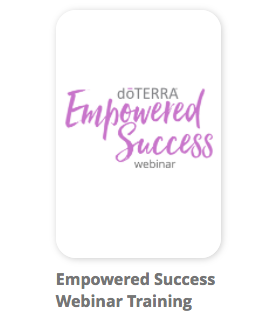 dōTERRA
Empowered
Success
webinar
Empowered Success
Webinar Training